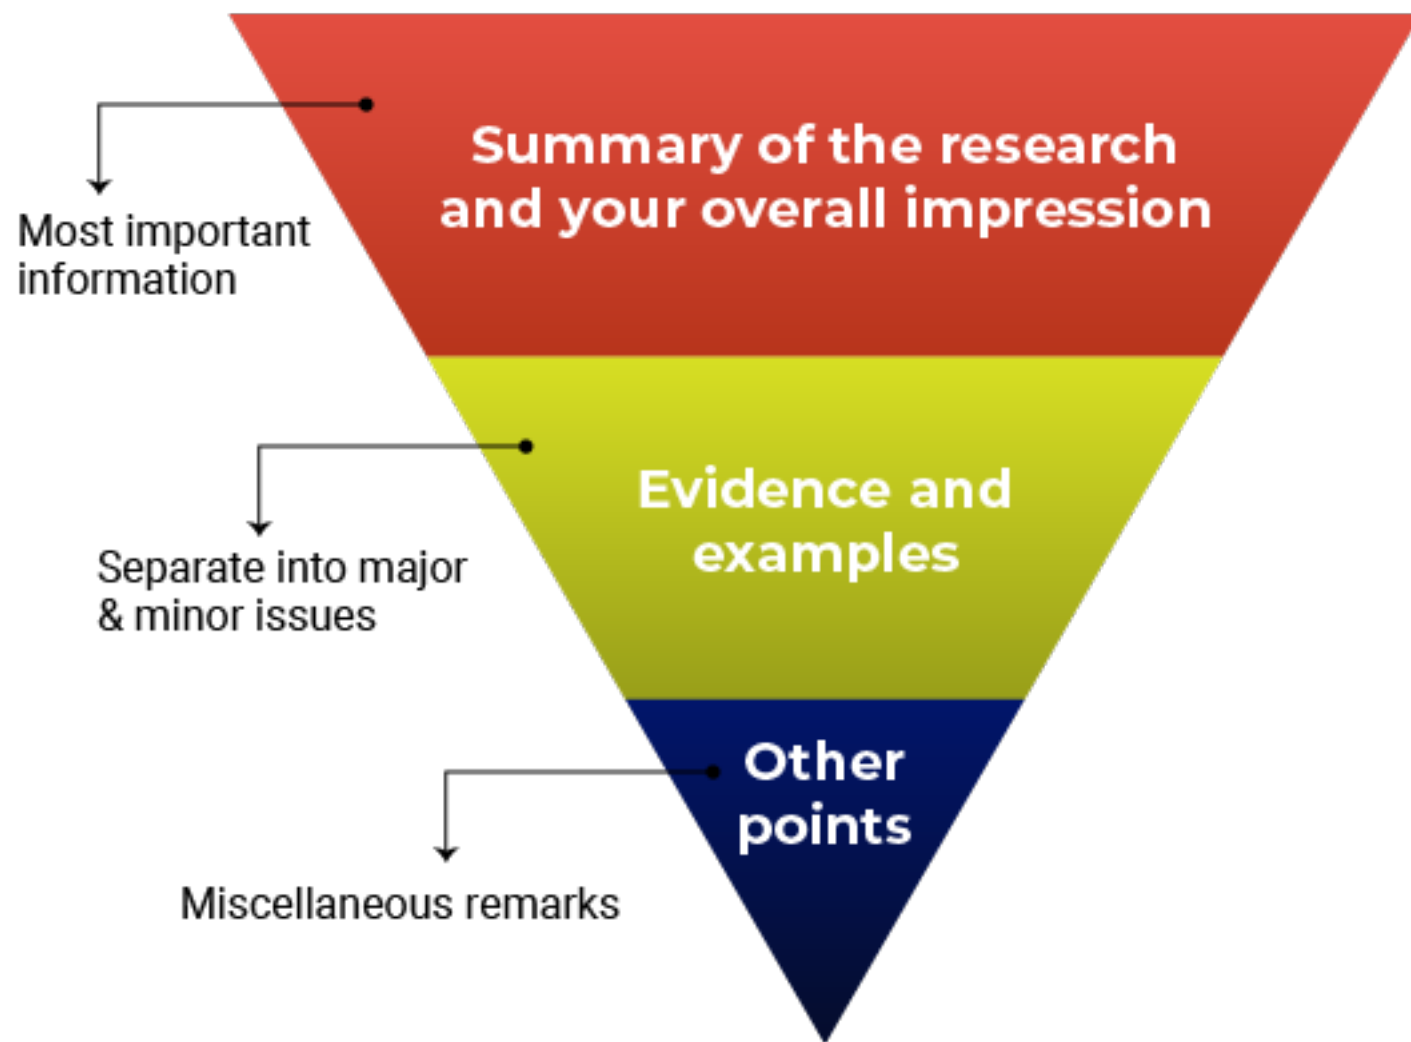 Summary of the research
and your overall impression
Most important
information
Evidence and
examples
Separate into major
& minor issues
Other
points
Miscellaneous remarks